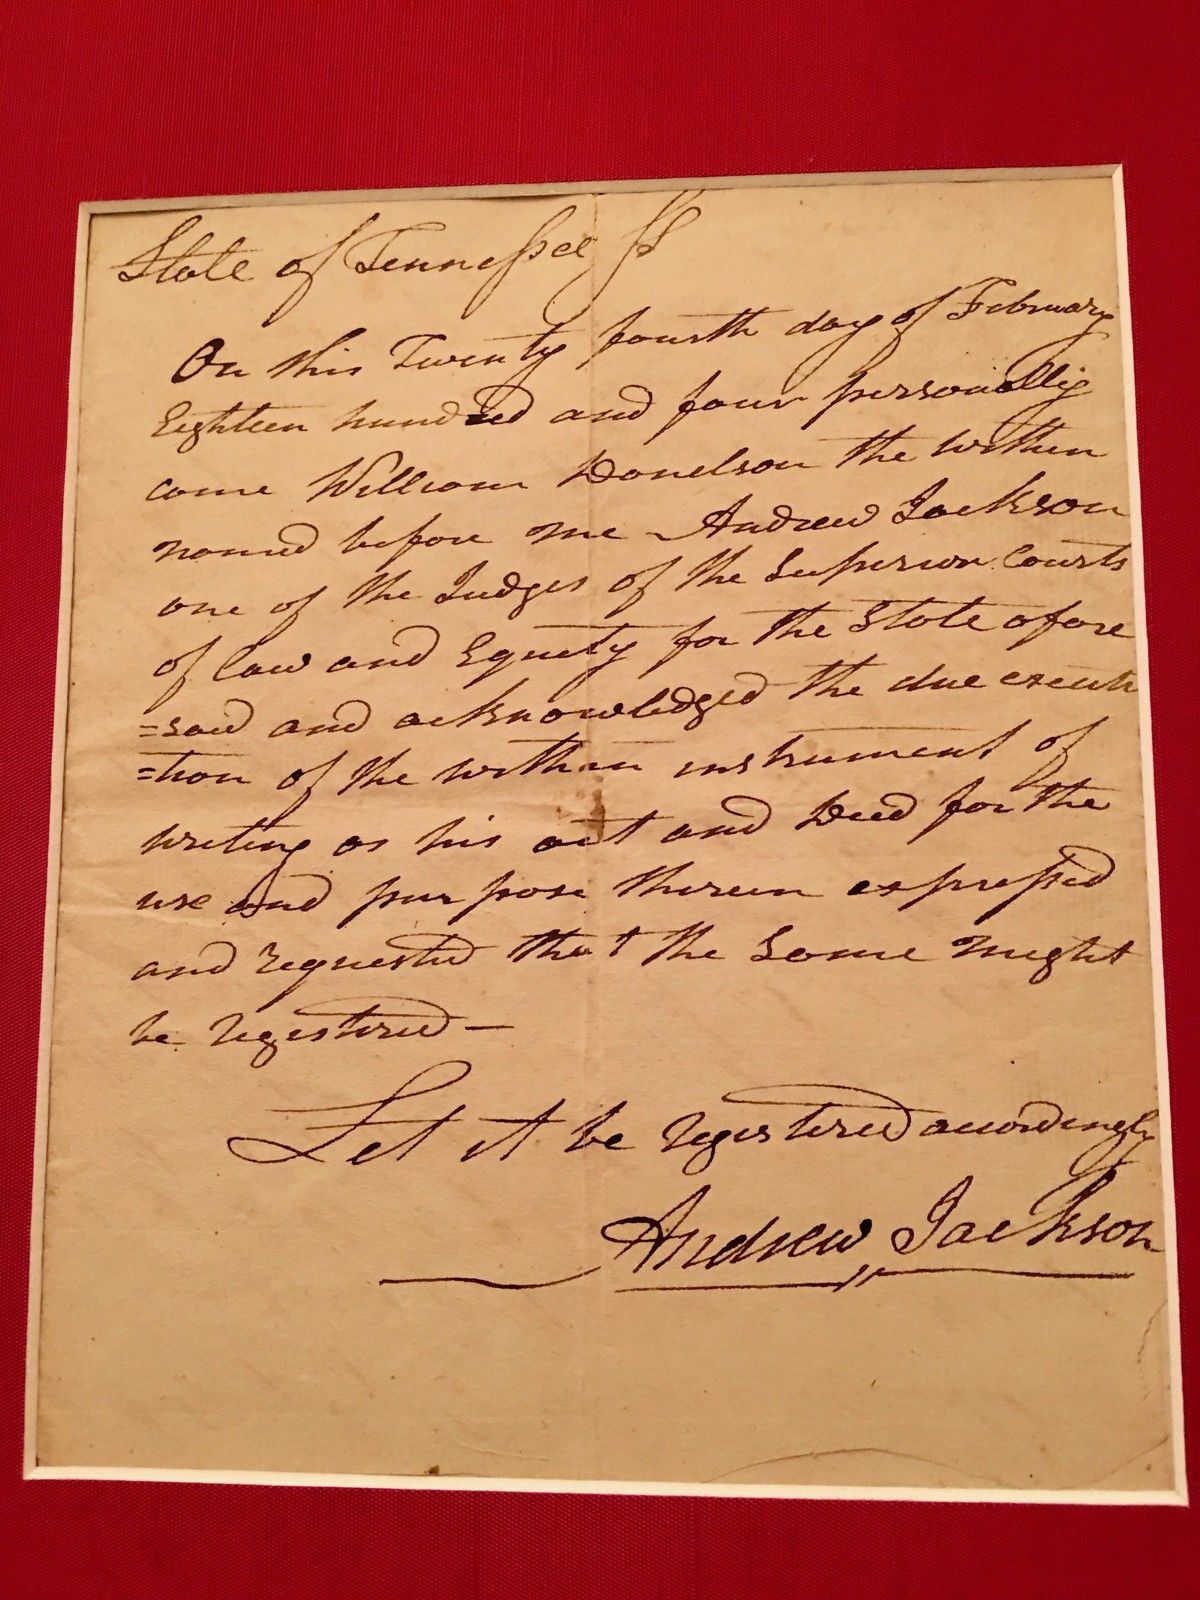 State of Tennessee ss
On this Twenty fourth day of February
Eighteen hundred and four personally
came William Donelson the within
named before me Andrew Jackson
one of the Judges of the Superior Courts
of Law and Equity for the State afore
=said and acknowledged the due execu
=tion of the within instrument of
writing as his act and Deed for the
use and purpose therein expressed
and requested that the same might
be registered —
Let it be registered accordingly
Andrew Jackson